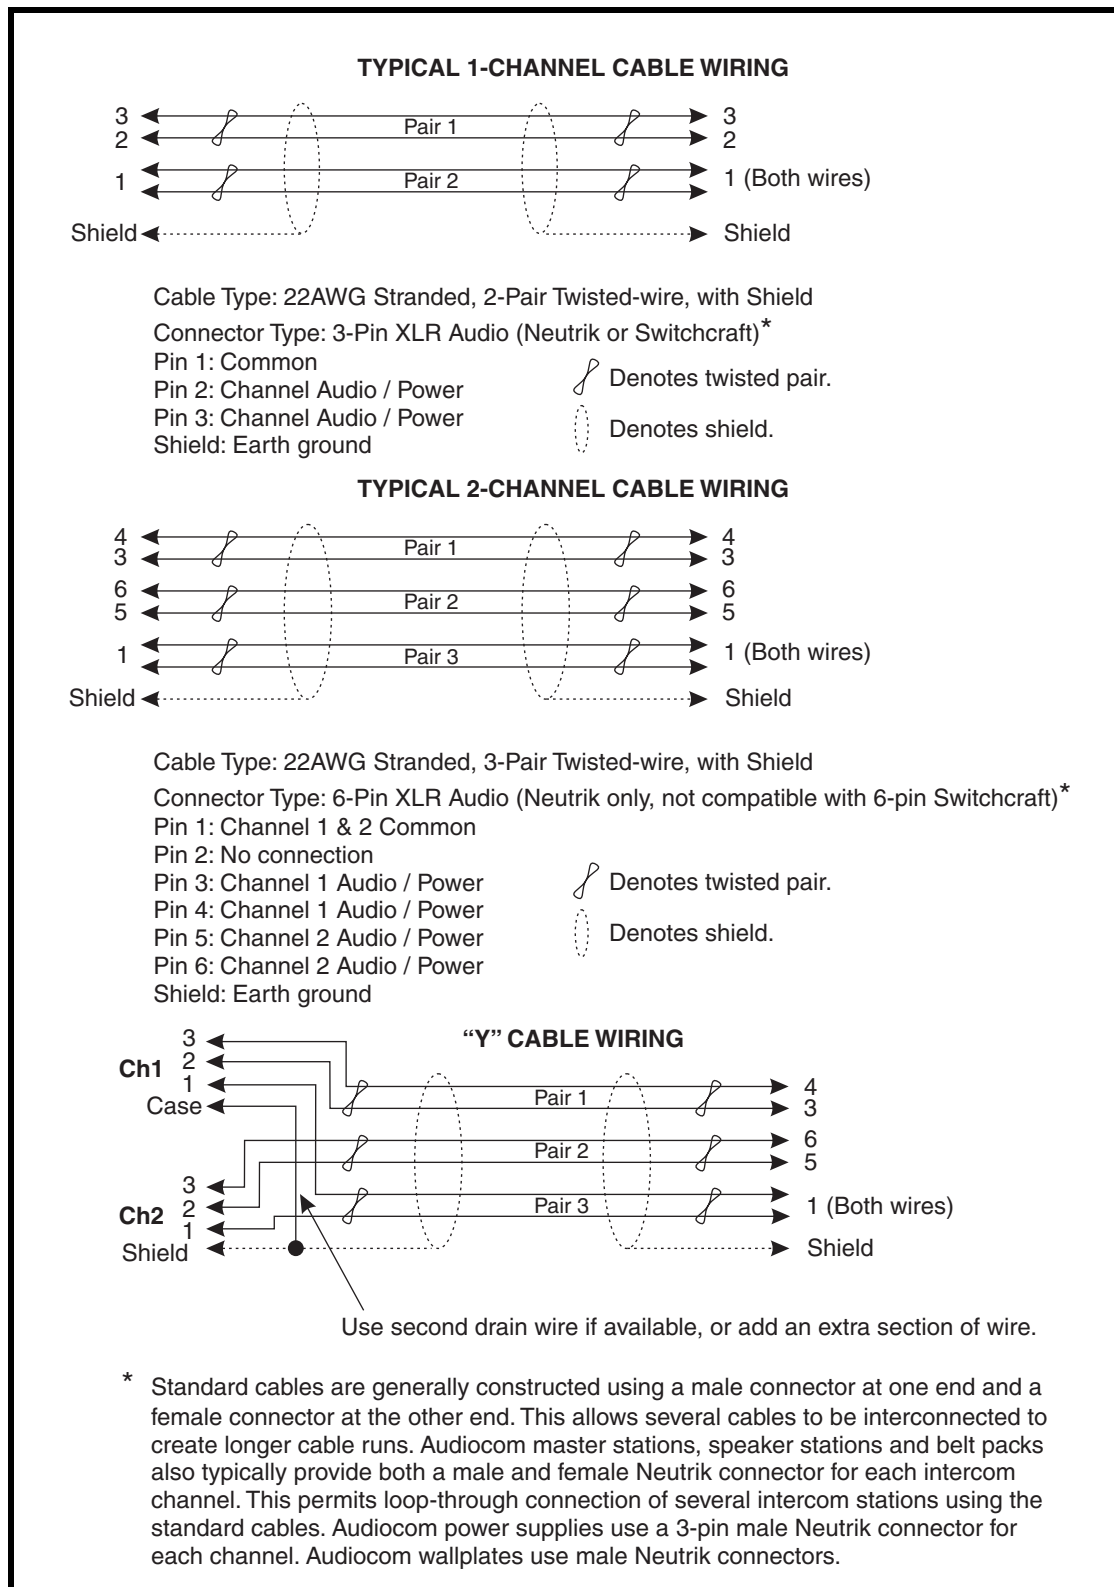 TYPICAL 1-CHANNEL CABLE WIRING
3 Pair 1 3
2 2
1 Pair 2 1 (Both wires)
Shield Shield
Cable Type: 22AWG Stranded, 2-Pair Twisted-wire, with Shield
Connector Type: 3-Pin XLR Audio (Neutrik or Switchcraft)*
Pin 1: Common
Pin 2: Channel Audio / Power
Pin 3: Channel Audio / Power
Shield: Earth ground
Denotes twisted pair.
Denotes shield.
TYPICAL 2-CHANNEL CABLE WIRING
4 Pair 1 4
3 3
6 Pair 2 6
5 5
1 Pair 3 1 (Both wires)
Shield Shield
Cable Type: 22AWG Stranded, 3-Pair Twisted-wire, with Shield
Connector Type: 6-Pin XLR Audio (Neutrik only, not compatible with 6-pin Switchcraft)*
Pin 1: Channel 1 & 2 Common
Pin 2: No connection
Pin 3: Channel 1 Audio / Power
Pin 4: Channel 1 Audio / Power
Pin 5: Channel 2 Audio / Power
Pin 6: Channel 2 Audio / Power
Shield: Earth ground
Denotes twisted pair.
Denotes shield.
“Y” CABLE WIRING
Ch1
3
2
1
Case
Ch2
3
2
1
Shield
Pair 1
Pair 2
Pair 3
4
3
6
5
1 (Both wires)
Shield
Use second drain wire if available, or add an extra section of wire.
* Standard cables are generally constructed using a male connector at one end and a
female connector at the other end. This allows several cables to be interconnected to
create longer cable runs. Audiocom master stations, speaker stations and belt packs
also typically provide both a male and female Neutrik connector for each intercom
channel. This permits loop-through connection of several intercom stations using the
standard cables. Audiocom power supplies use a 3-pin male Neutrik connector for
each channel. Audiocom wallplates use male Neutrik connectors.